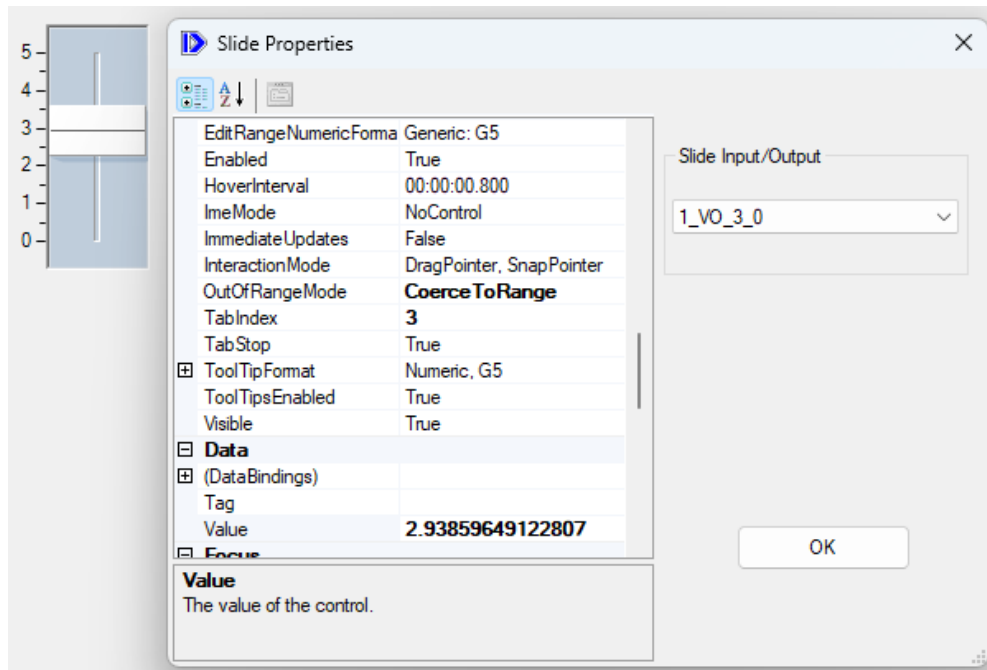 5
4
3
2
1
0
Slide Properties
EditRangeNumericForma Generic: G5
Enabled True
HoverInterval 00:00:00.800
ImeMode NoControl
ImmediateUpdates False
InteractionMode DragPointer, SnapPointer
OutOfRangeMode CoerceToRange
TabIndex 3
TabStop True
ToolTipFormat Numeric, G5
ToolTipsEnabled True
Visible True
Data
(DataBindings)
Tag
Value 2.93859649122807
Focus
Value
The value of the control.
Slide Input/Output
1_VO_3_0
OK